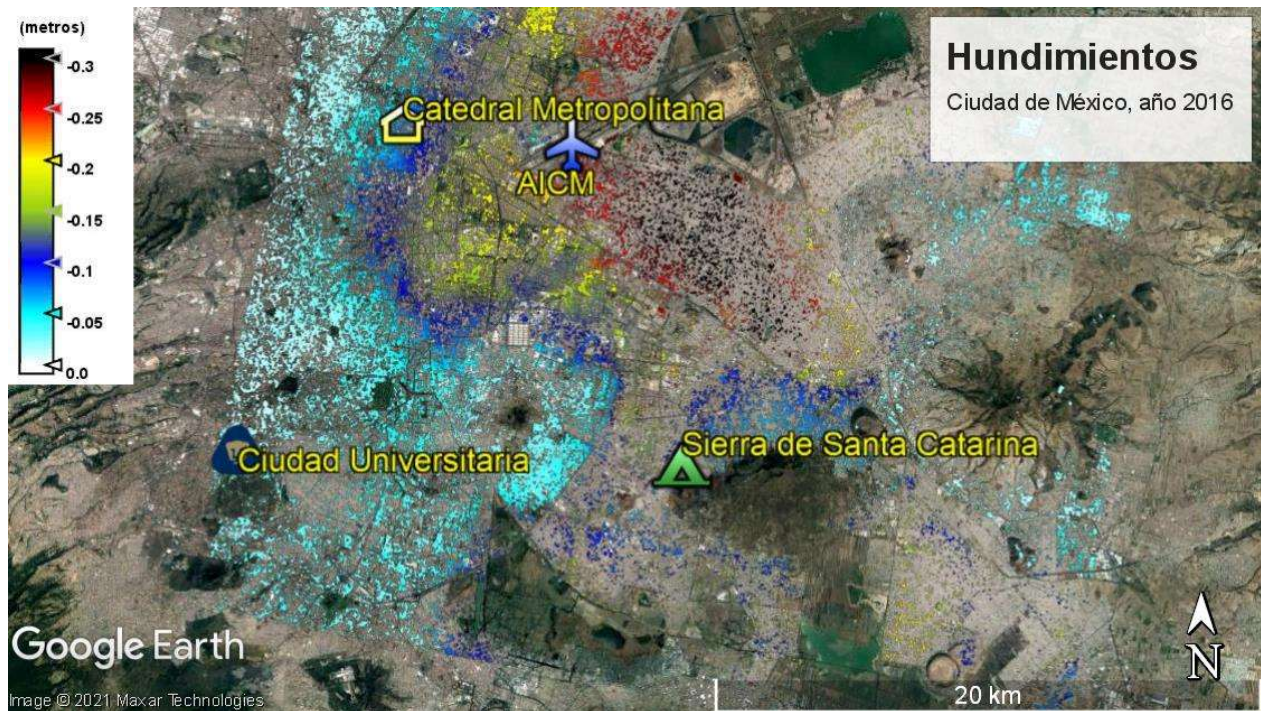 (metros)
-0.3
-0.25
-0.2
-0.15
-0.1
-0.05
0.0
Hundimientos
Ciudad de México, año 2016
Catedral Metropolitana
AICM
Ciudad Universitaria
Sierra de Santa Catarina
Google Earth
Image © 2021 Maxar Technologies
20 km
N